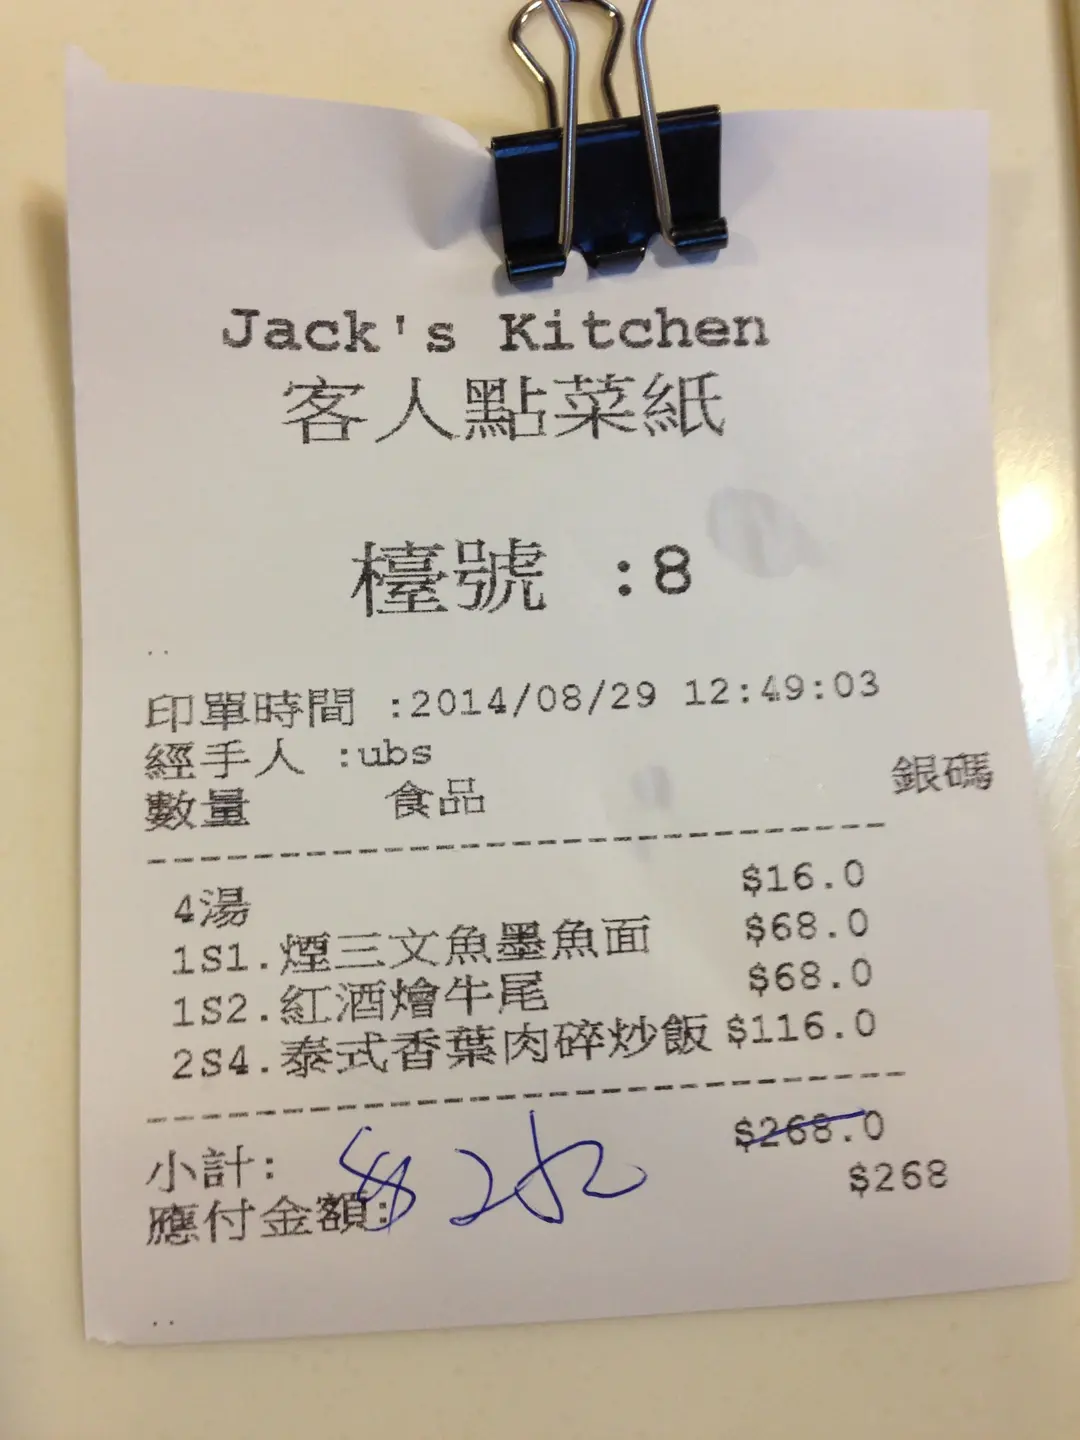 Jack's Kitchen
客人點菜紙
檯號 :8
..
印單時間 :2014/08/29 12:49:03
經手人 :ubs
數量 食品 銀碼
--------------------------------
4湯 $16.0
1S1.煙三文魚墨魚面 $68.0
1S2.紅酒燴牛尾 $68.0
2S4.泰式香葉肉碎炒飯 $116.0
--------------------------------
小計: $268.0
應付金額: $268
$252
..